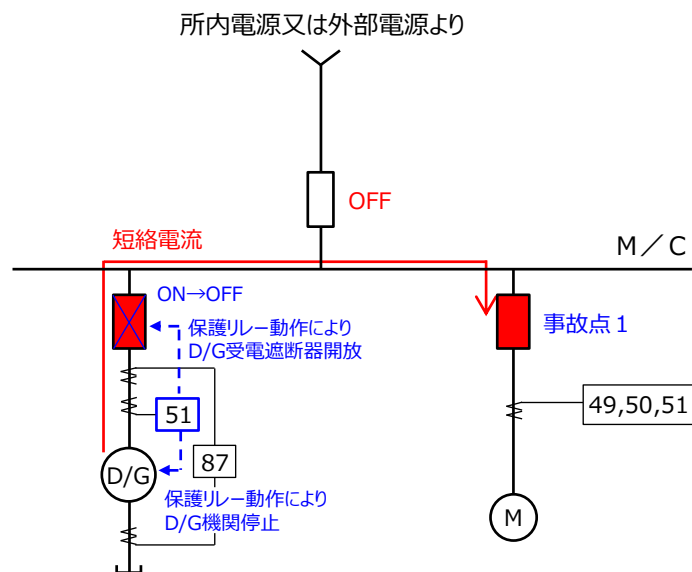 所内電源又は外部電源より
OFF
短絡電流
M／C
ON→OFF
保護リレー動作により
D/G受電遮断器開放
事故点１
51
49,50,51
87
D/G
保護リレー動作により
D/G機関停止
M